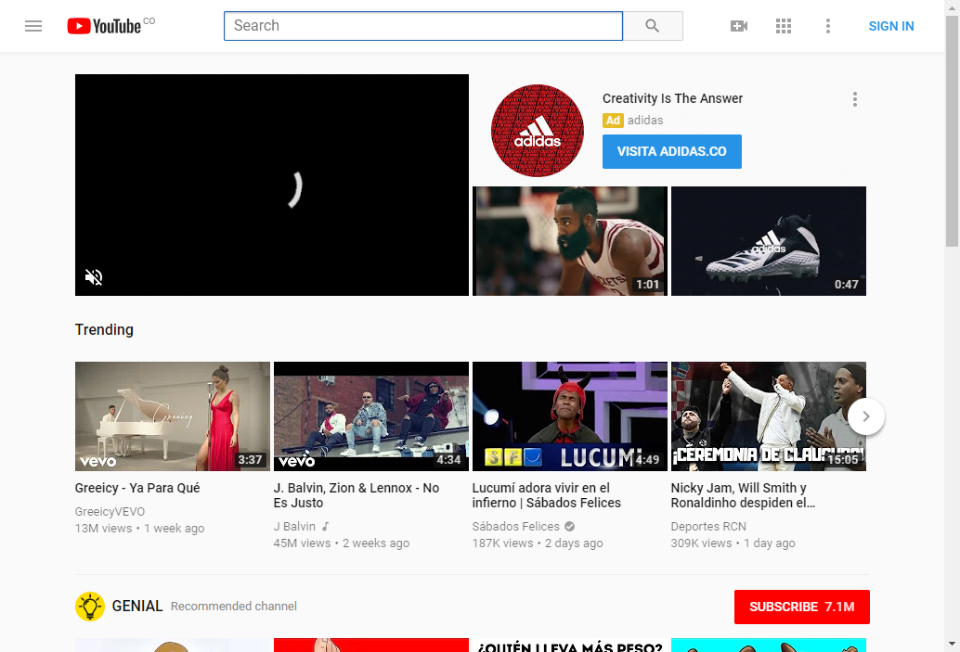 YouTube CO
Search
SIGN IN
Creativity Is The Answer
Ad adidas
VISITA ADIDAS.CO
adidas
adidas
1:01
0:47
Trending
Greeicy
vevo
3:37
vevo
4:34
SF LUCUMÍ
4:49
¡CEREMONIA DE CLAUSURA!
15:05
Greeicy - Ya Para Qué
GreeicyVEVO
13M views • 1 week ago
J. Balvin, Zion & Lennox - No
Es Justo
J Balvin
45M views • 2 weeks ago
Lucumí adora vivir en el
infierno | Sábados Felices
Sábados Felices
187K views • 2 days ago
Nicky Jam, Will Smith y
Ronaldinho despiden el...
Deportes RCN
309K views • 1 day ago
GENIAL Recommended channel
SUBSCRIBE 7.1M
¿QUIÉN LLEVA MÁS PESO?